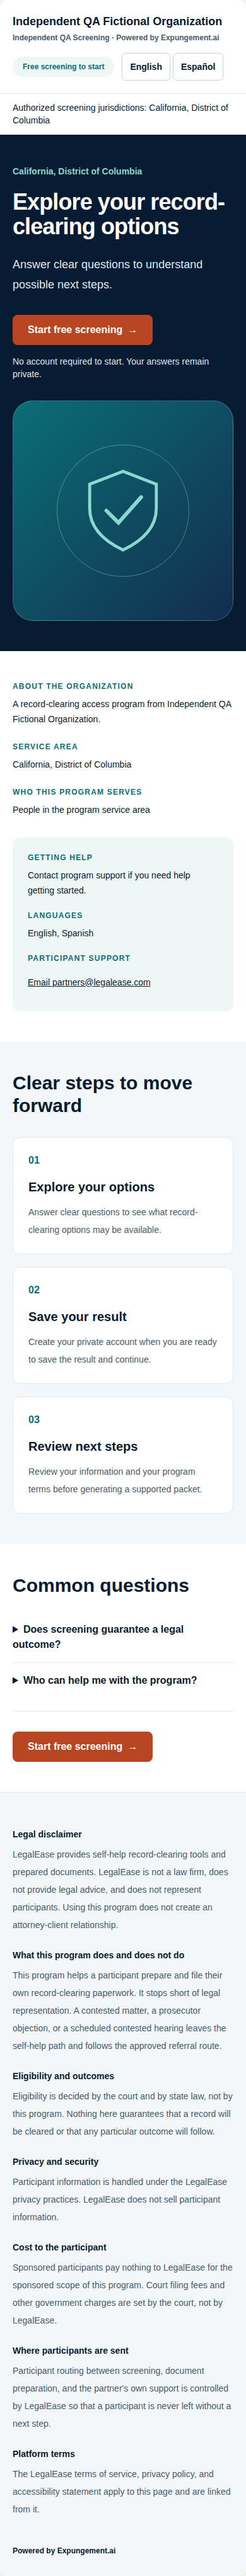 Independent QA Fictional Organization
Independent QA Screening · Powered by Expungement.ai
Free screening to start
English
Español
Authorized screening jurisdictions: California, District of
Columbia
California, District of Columbia
Explore your record-
clearing options
Answer clear questions to understand
possible next steps.
Start free screening →
No account required to start. Your answers remain
private.
ABOUT THE ORGANIZATION
A record-clearing access program from Independent QA
Fictional Organization.
SERVICE AREA
California, District of Columbia
WHO THIS PROGRAM SERVES
People in the program service area
GETTING HELP
Contact program support if you need help
getting started.
LANGUAGES
English, Spanish
PARTICIPANT SUPPORT
Email partners@legalease.com
Clear steps to move
forward
01
Explore your options
Answer clear questions to see what record-
clearing options may be available.
02
Save your result
Create your private account when you are ready
to save the result and continue.
03
Review next steps
Review your information and your program
terms before generating a supported packet.
Common questions
▶ Does screening guarantee a legal
outcome?
▶ Who can help me with the program?
Start free screening →
Legal disclaimer
LegalEase provides self-help record-clearing tools and
prepared documents. LegalEase is not a law firm, does
not provide legal advice, and does not represent
participants. Using this program does not create an
attorney-client relationship.
What this program does and does not do
This program helps a participant prepare and file their
own record-clearing paperwork. It stops short of legal
representation. A contested matter, a prosecutor
objection, or a scheduled contested hearing leaves the
self-help path and follows the approved referral route.
Eligibility and outcomes
Eligibility is decided by the court and by state law, not by
this program. Nothing here guarantees that a record will
be cleared or that any particular outcome will follow.
Privacy and security
Participant information is handled under the LegalEase
privacy practices. LegalEase does not sell participant
information.
Cost to the participant
Sponsored participants pay nothing to LegalEase for the
sponsored scope of this program. Court filing fees and
other government charges are set by the court, not by
LegalEase.
Where participants are sent
Participant routing between screening, document
preparation, and the partner's own support is controlled
by LegalEase so that a participant is never left without a
next step.
Platform terms
The LegalEase terms of service, privacy policy, and
accessibility statement apply to this page and are linked
from it.
Powered by Expungement.ai